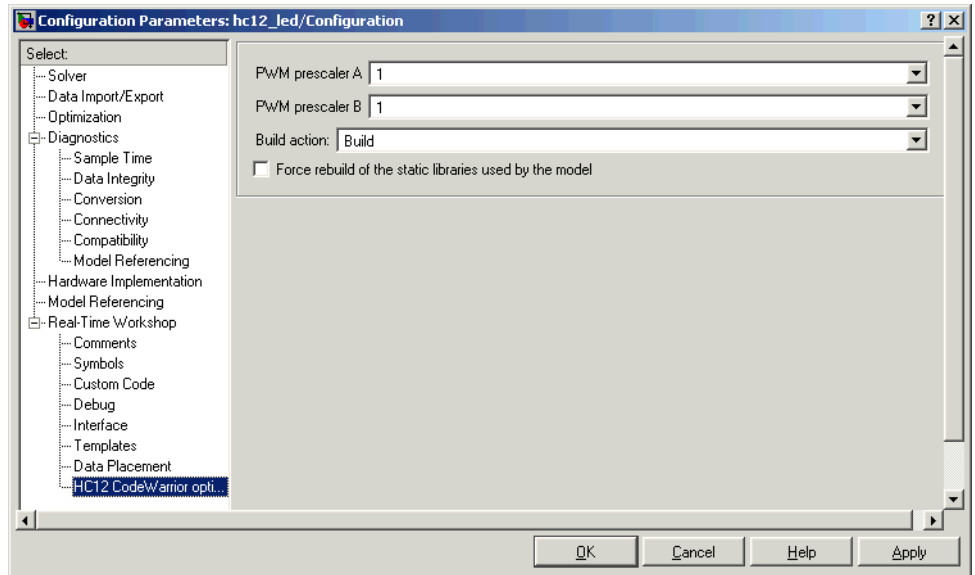 Configuration Parameters: hc12_led/Configuration
Select:
Solver
Data Import/Export
Optimization
Diagnostics
Sample Time
Data Integrity
Conversion
Connectivity
Compatibility
Model Referencing
Hardware Implementation
Model Referencing
Real-Time Workshop
Comments
Symbols
Custom Code
Debug
Interface
Templates
Data Placement
HC12 CodeWarrior opti...
PWM prescaler A 1
PWM prescaler B 1
Build action: Build
Force rebuild of the static libraries used by the model
OK Cancel Help Apply